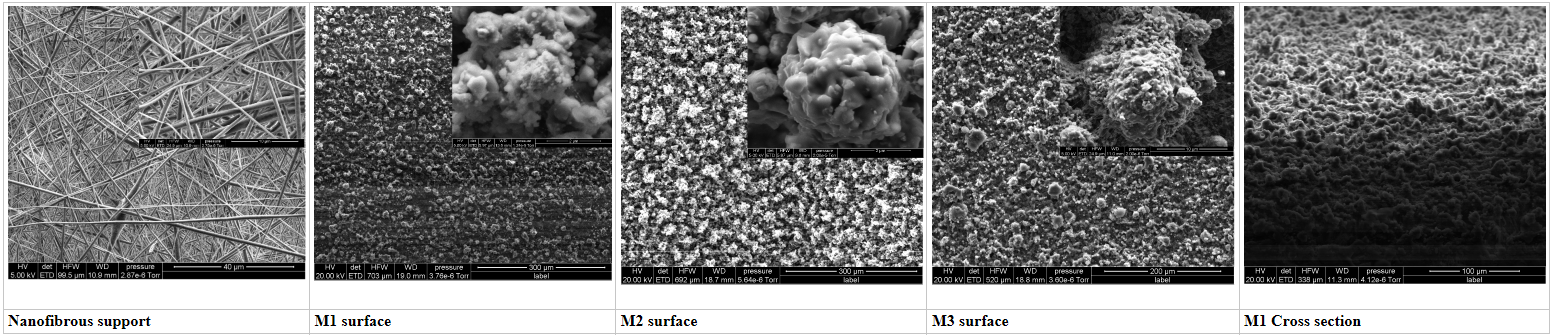 HV det HFW WD pressure 40 µm
5.00 kV ETD 99.5 µm 10.9 mm 2.87e-6 Torr
Nanofibrous support
HV det HFW WD pressure 300 µm
20.00 kV ETD 703 µm 19.0 mm 3.76e-6 Torr label
M1 surface
HV det HFW WD pressure 300 µm
20.00 kV ETD 692 µm 18.7 mm 5.64e-6 Torr label
M2 surface
HV det HFW WD pressure 200 µm
20.00 kV ETD 520 µm 18.8 mm 3.60e-6 Torr label
M3 surface
HV det HFW WD pressure 100 µm
20.00 kV ETD 338 µm 11.3 mm 4.12e-6 Torr label
M1 Cross section